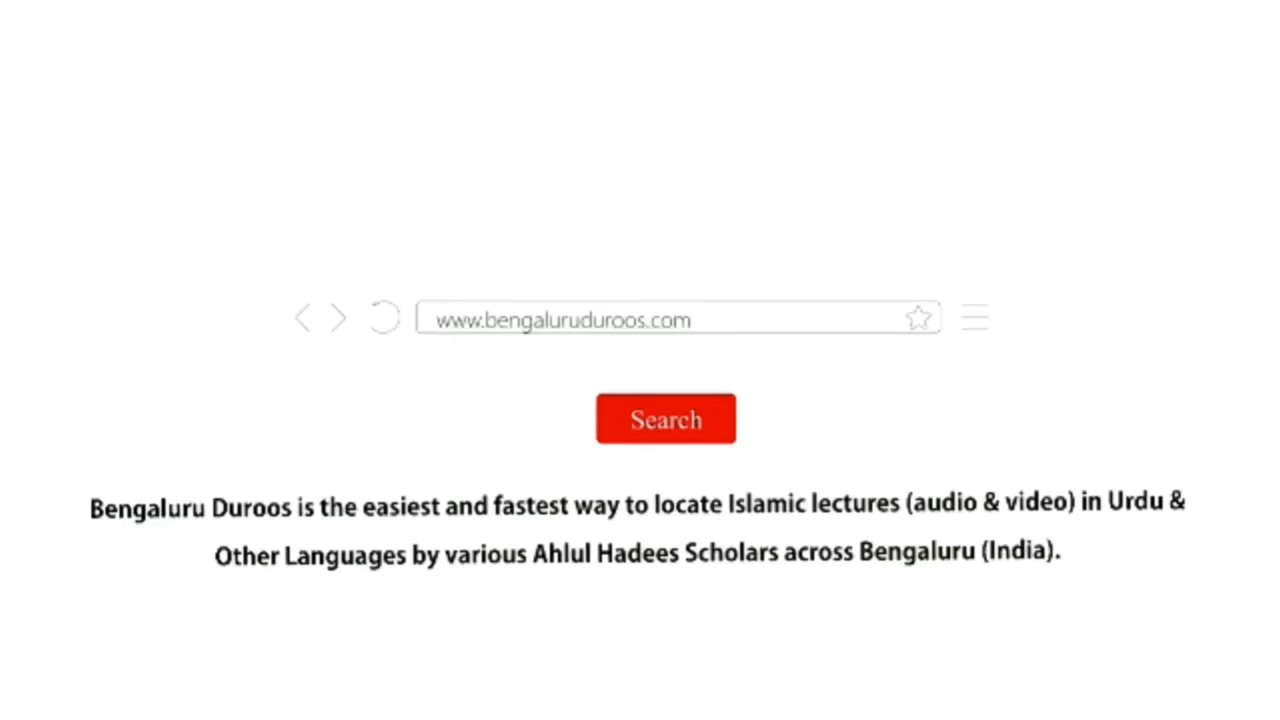 www.bengaluruduroos.com
Search
Bengaluru Duroos is the easiest and fastest way to locate Islamic lectures (audio & video) in Urdu &
Other Languages by various Ahlul Hadees Scholars across Bengaluru (India).